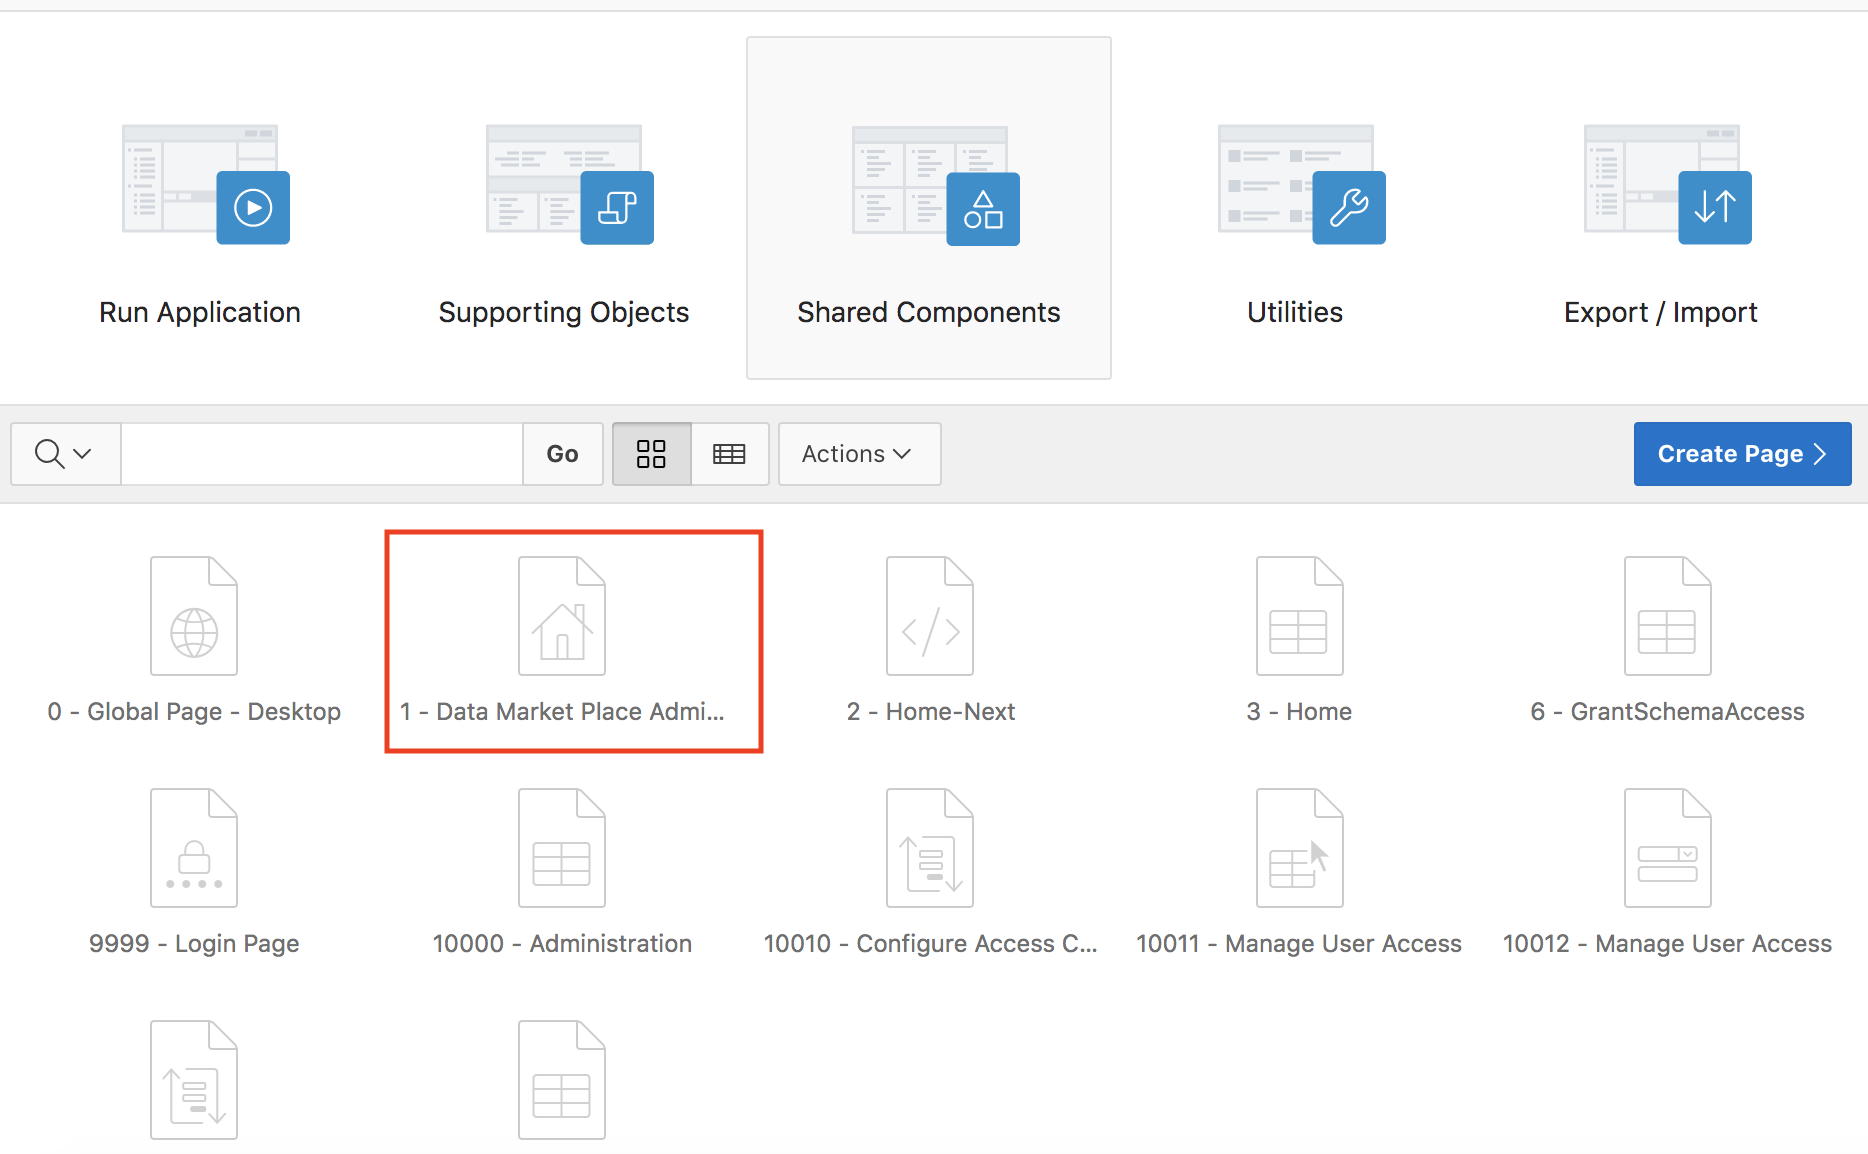 Run Application
Supporting Objects
Shared Components
Utilities
Export / Import
Go
Actions
Create Page
0 - Global Page - Desktop
1 - Data Market Place Admi...
2 - Home-Next
3 - Home
6 - GrantSchemaAccess
9999 - Login Page
10000 - Administration
10010 - Configure Access C...
10011 - Manage User Access
10012 - Manage User Access